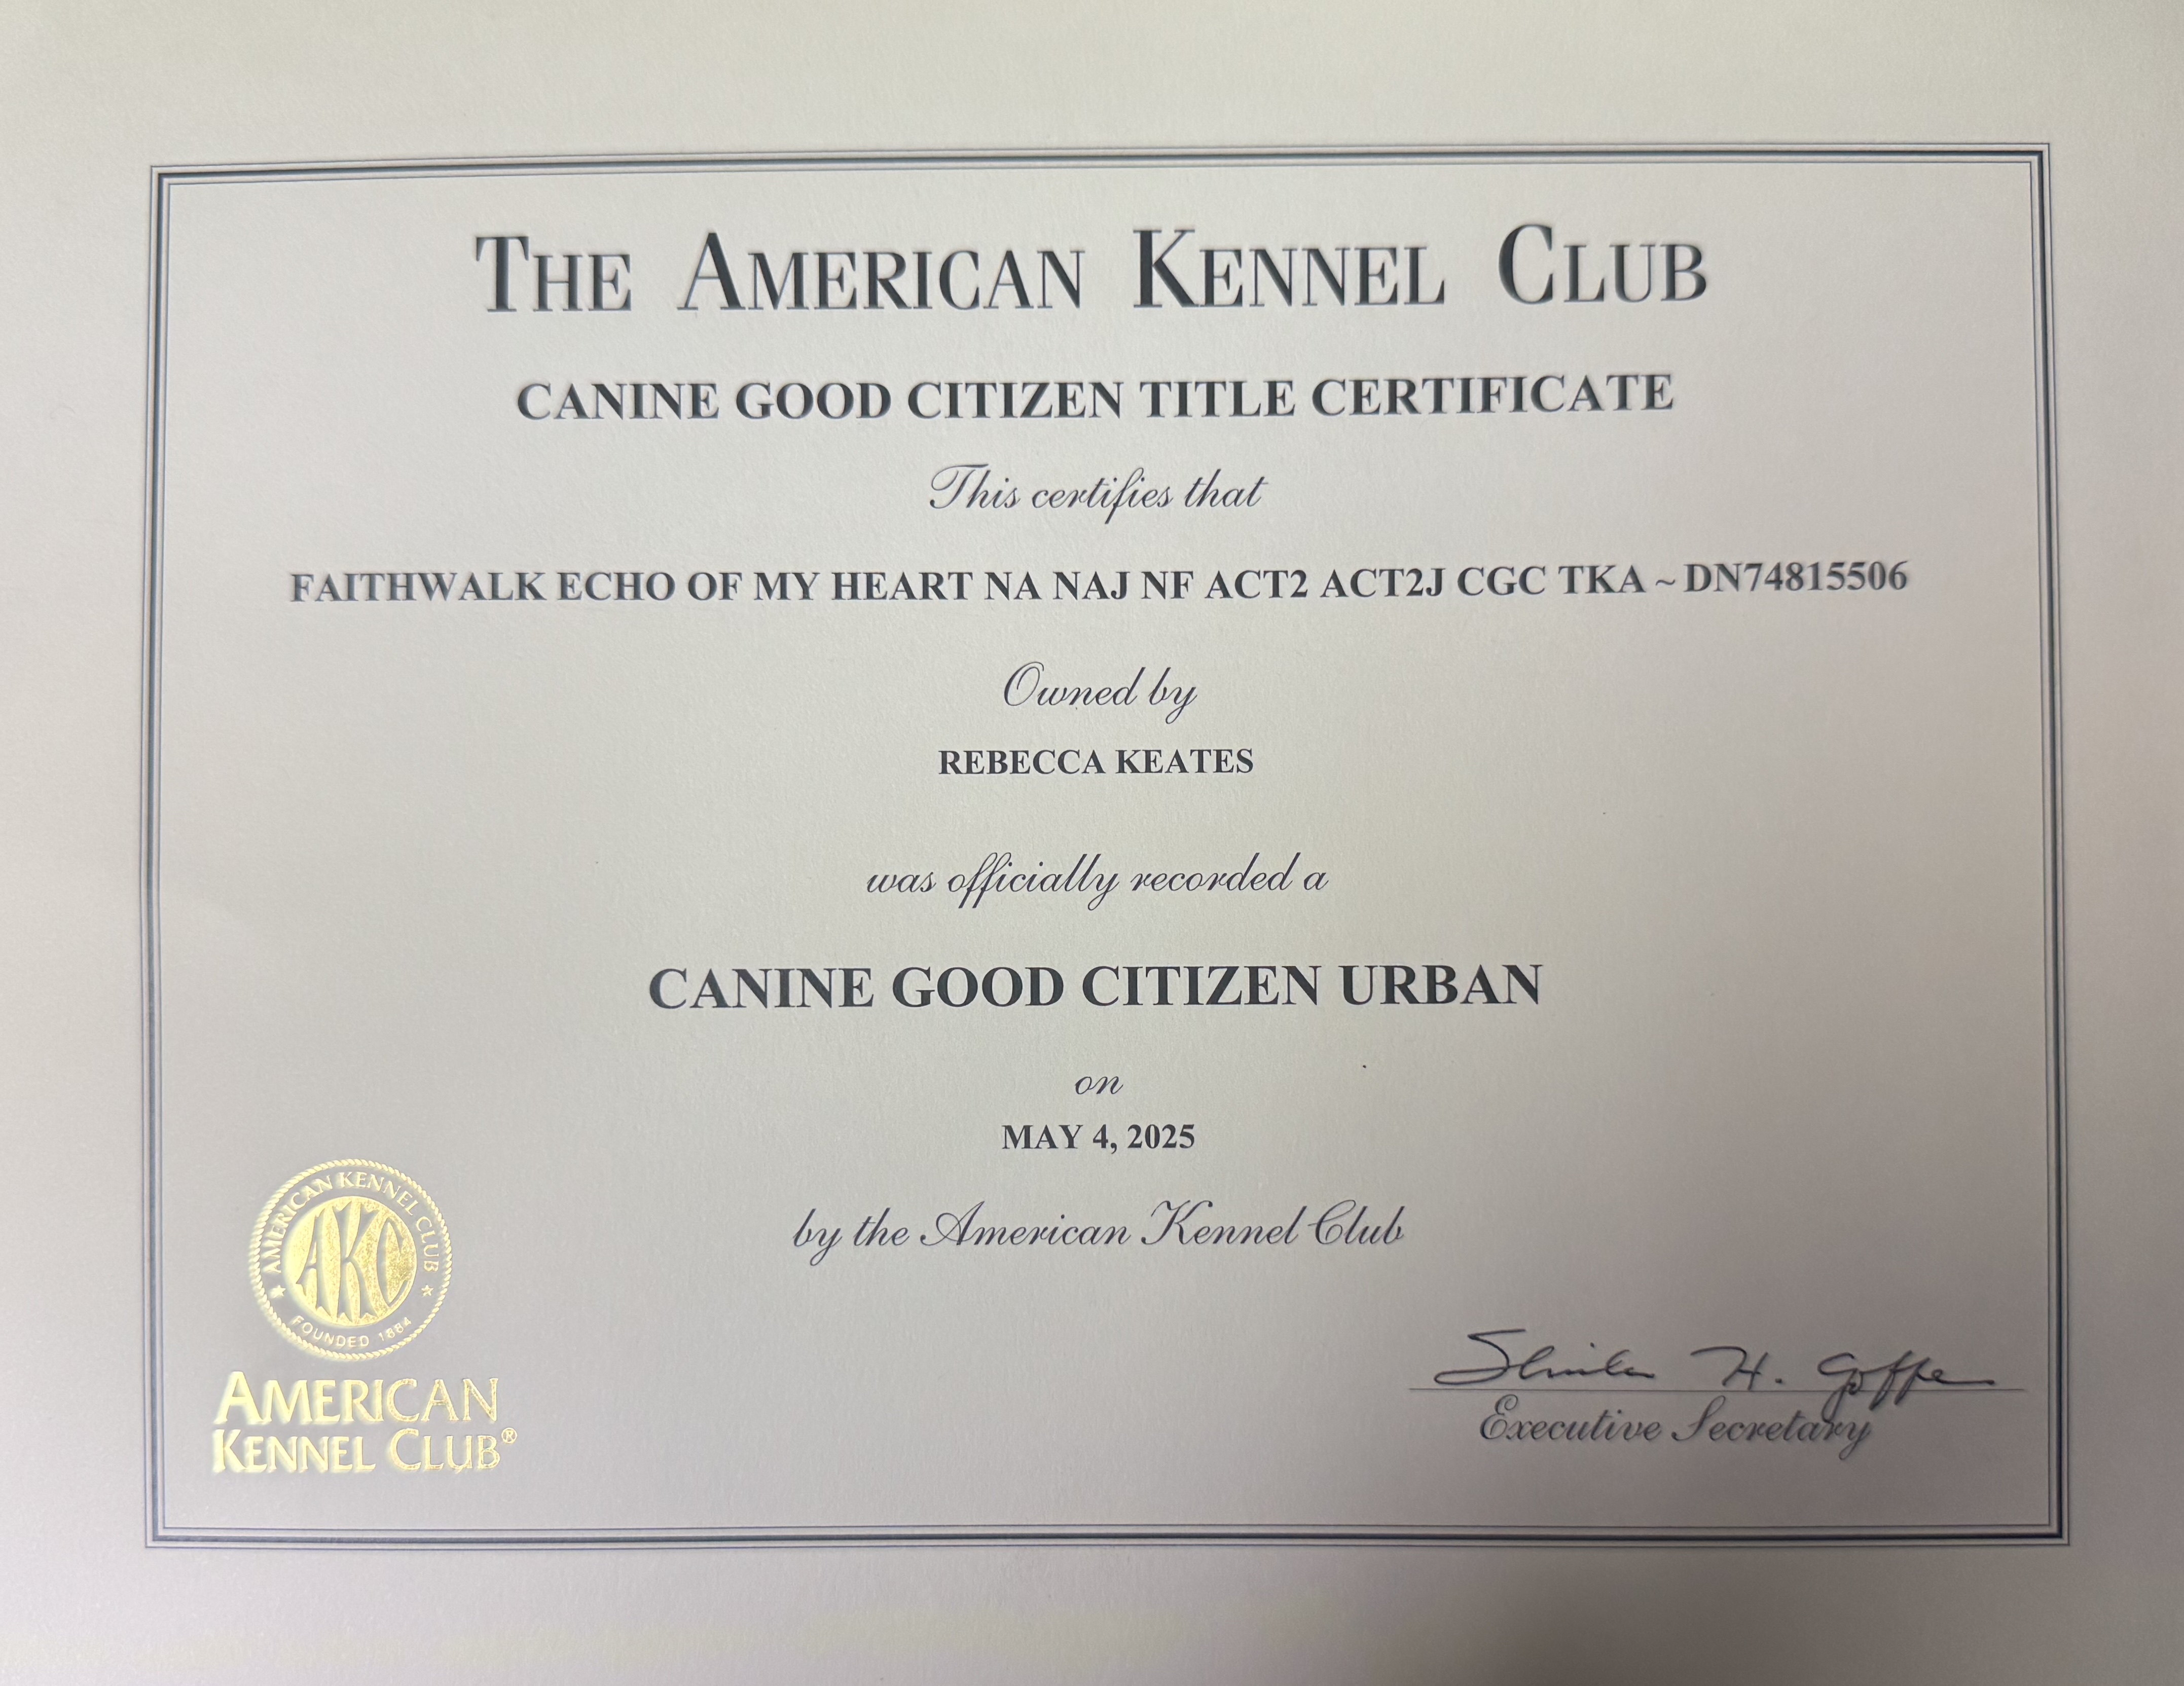 THE AMERICAN KENNEL CLUB
CANINE GOOD CITIZEN TITLE CERTIFICATE
This certifies that
FAITHWALK ECHO OF MY HEART NA NAJ NF ACT2 ACT2J CGC TKA ~ DN74815506
Owned by
REBECCA KEATES
was officially recorded a
CANINE GOOD CITIZEN URBAN
on
MAY 4, 2025
by the American Kennel Club
AMERICAN KENNEL CLUB
AKC
FOUNDED 1884
AMERICAN
KENNEL CLUB®
H. Goffe
Executive Secretary